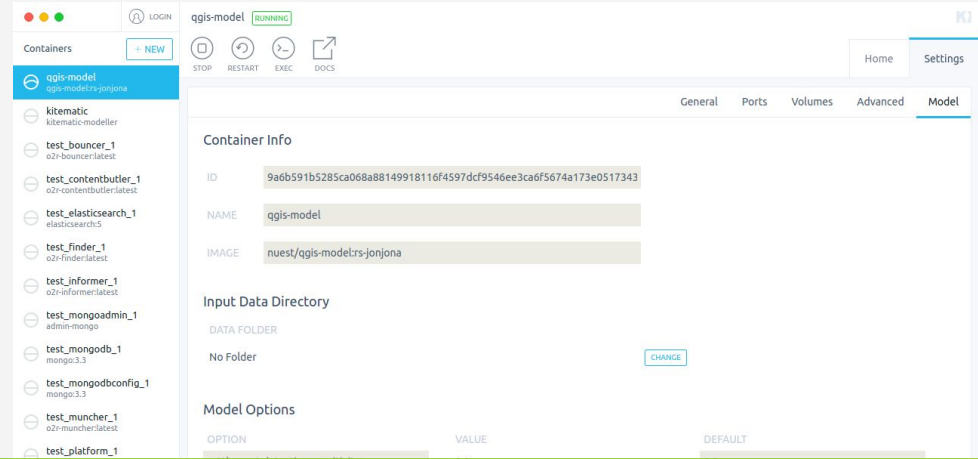 LOGIN
qgis-model RUNNING
Containers
+ NEW
STOP RESTART EXEC DOCS
Home Settings
qgis-model
qgis-model:rs-jonjona
kitematic
kitematic-modeller
test_bouncer_1
o2r-bouncer:latest
test_contentbutler_1
o2r-contentbutler:latest
test_elasticsearch_1
elasticsearch:5
test_finder_1
o2r-finder:latest
test_informer_1
o2r-informer:latest
test_mongoadmin_1
admin-mongo
test_mongodb_1
mongo:3.3
test_mongodbconfig_1
mongo:3.3
test_muncher_1
o2r-muncher:latest
test_platform_1
General Ports Volumes Advanced Model
Container Info
ID 9a6b591b5285ca068a88149918116f4597dcf9546ee3ca6f5674a173e0517343
NAME qgis-model
IMAGE nuest/qgis-model:rs-jonjona
Input Data Directory
DATA FOLDER
No Folder CHANGE
Model Options
OPTION VALUE DEFAULT